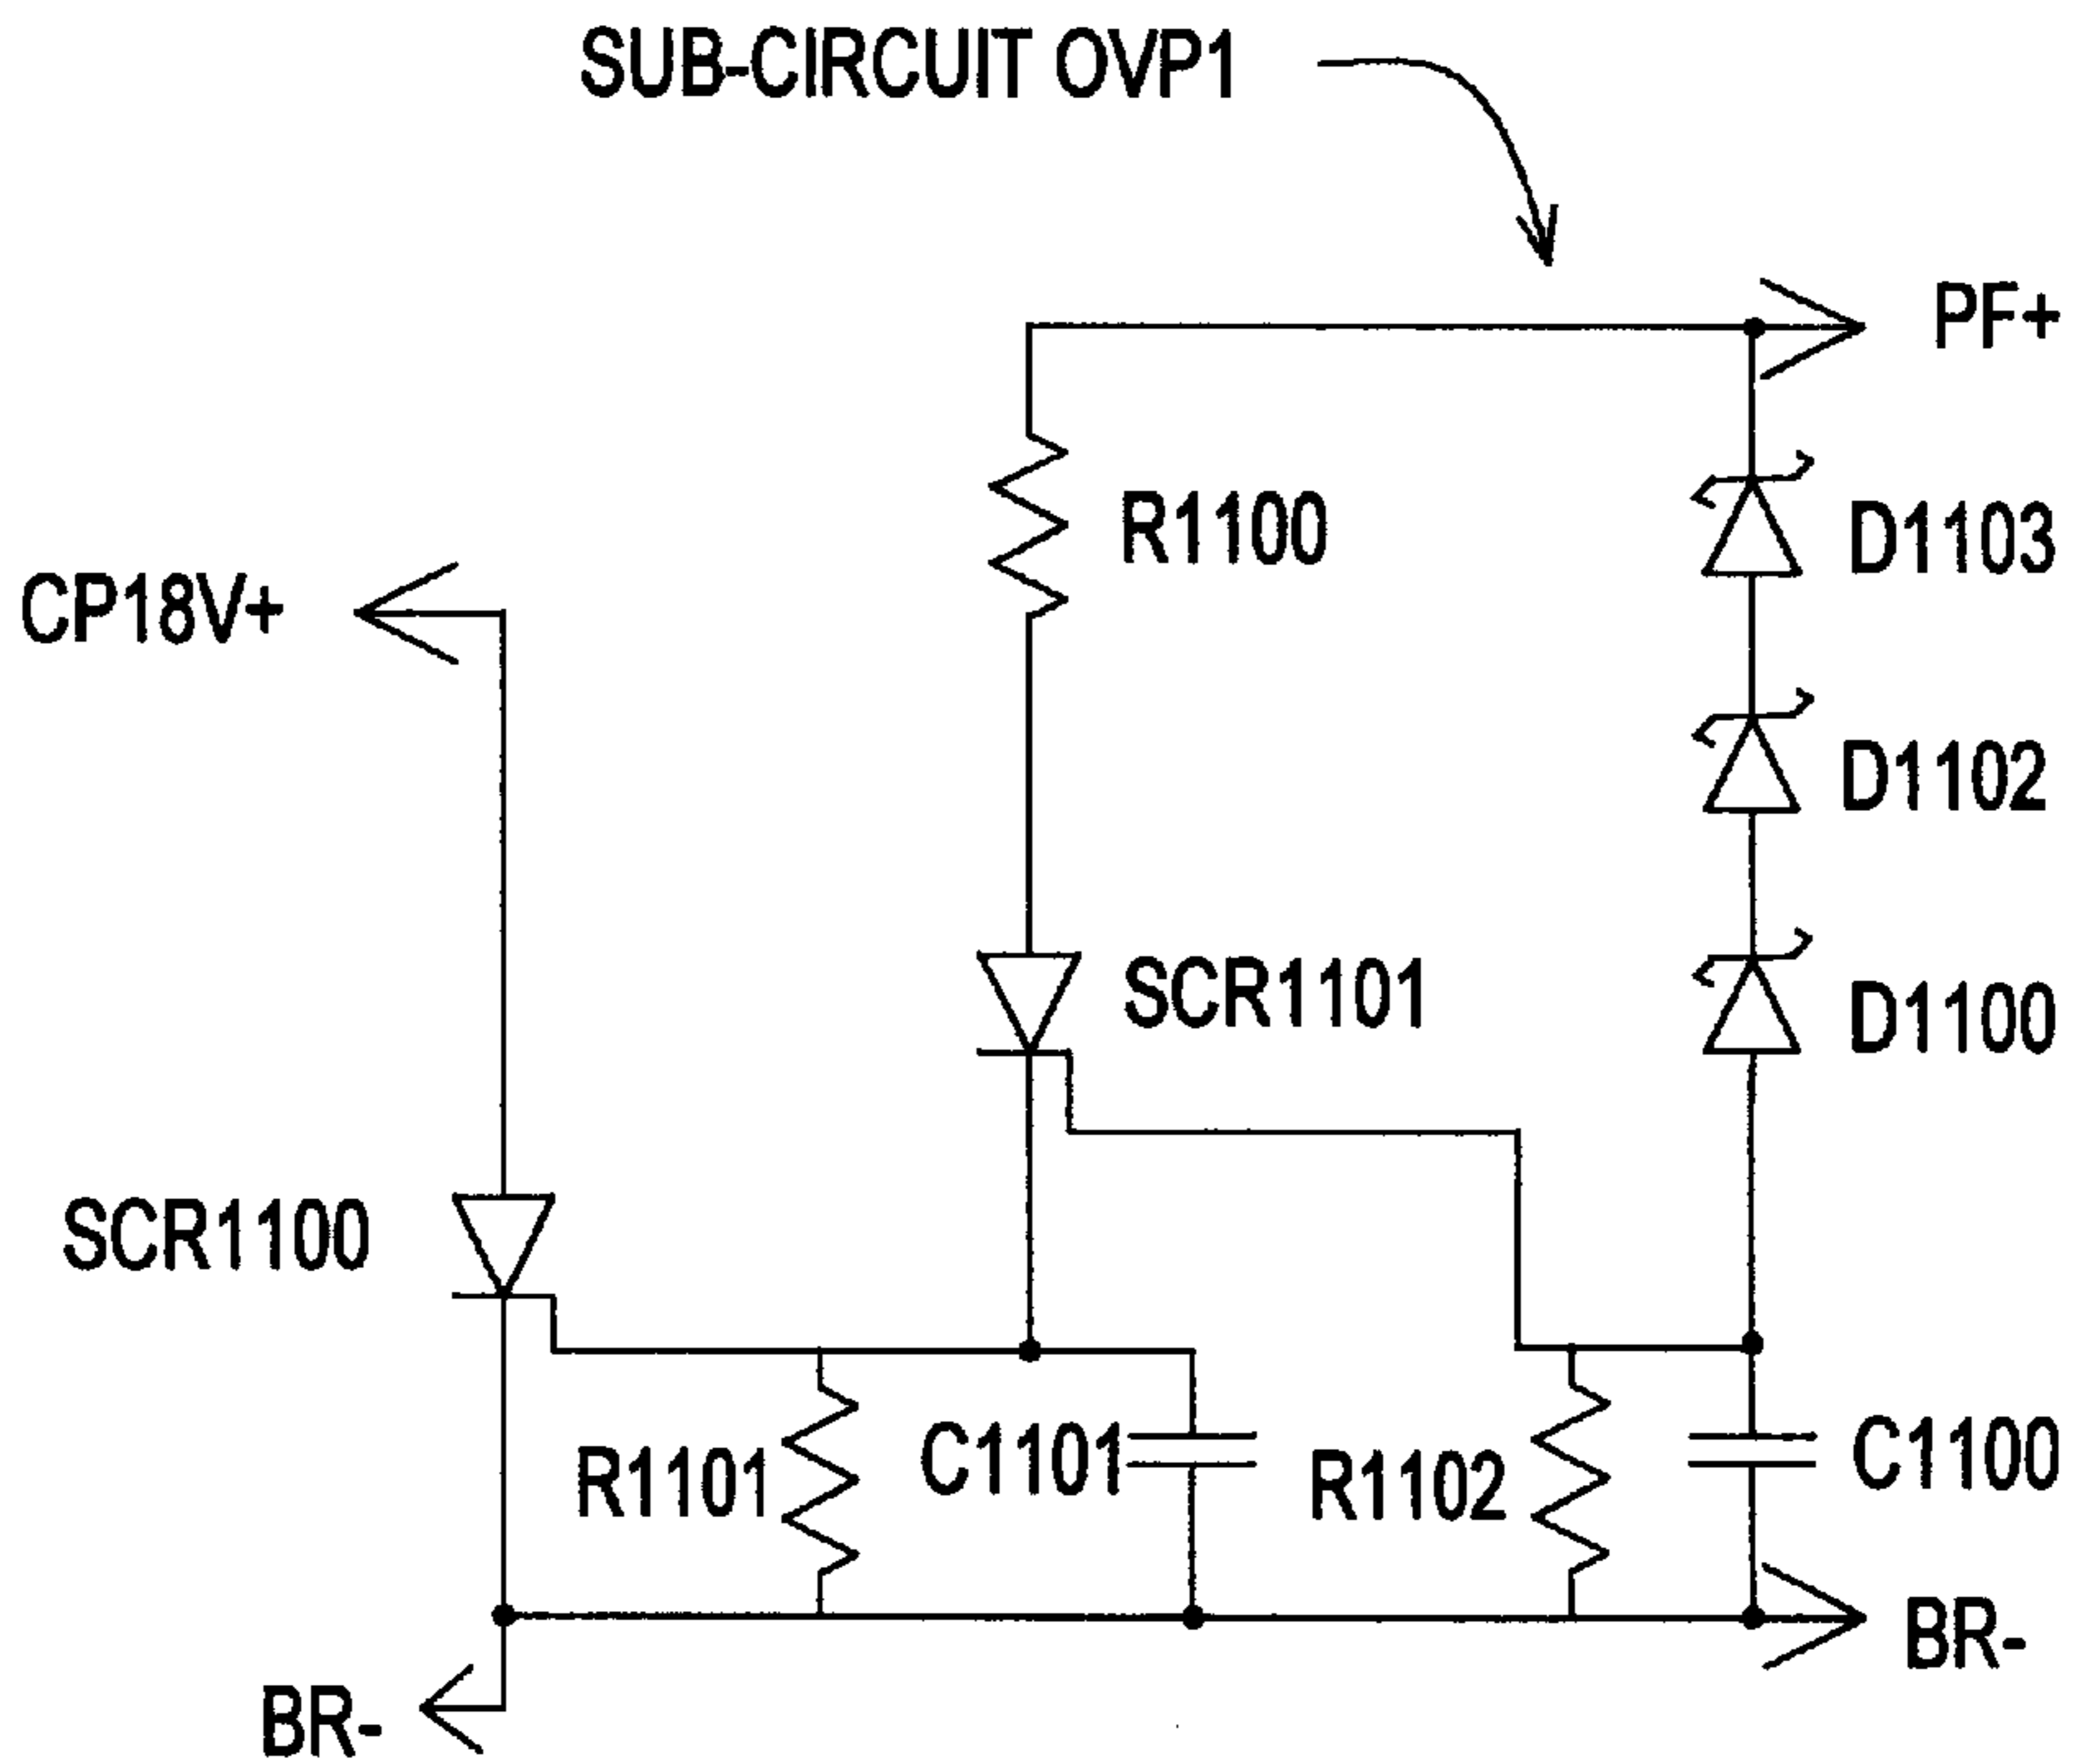 SUB-CIRCUIT OVP1
PF+
R1100
D1103
CP18V+
D1102
SCR1101
D1100
SCR1100
R1101
C1101
R1102
C1100
BR-
BR-